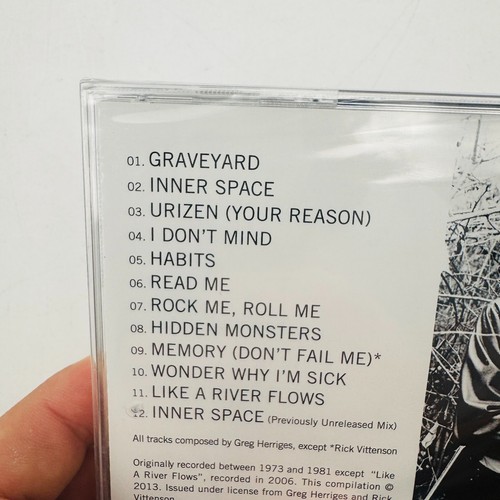 01. GRAVEYARD
02. INNER SPACE
03. URIZEN (YOUR REASON)
04. I DON'T MIND
05. HABITS
06. READ ME
07. ROCK ME, ROLL ME
08. HIDDEN MONSTERS
09. MEMORY (DON'T FAIL ME)*
10. WONDER WHY I'M SICK
11. LIKE A RIVER FLOWS
12. INNER SPACE (Previously Unreleased Mix)
All tracks composed by Greg Herriges, except *Rick Vittenson
Originally recorded between 1973 and 1981 except "Like
A River Flows", recorded in 2006. This compilation ©
2013. Issued under license from Greg Herriges and Rick
Vittenson.